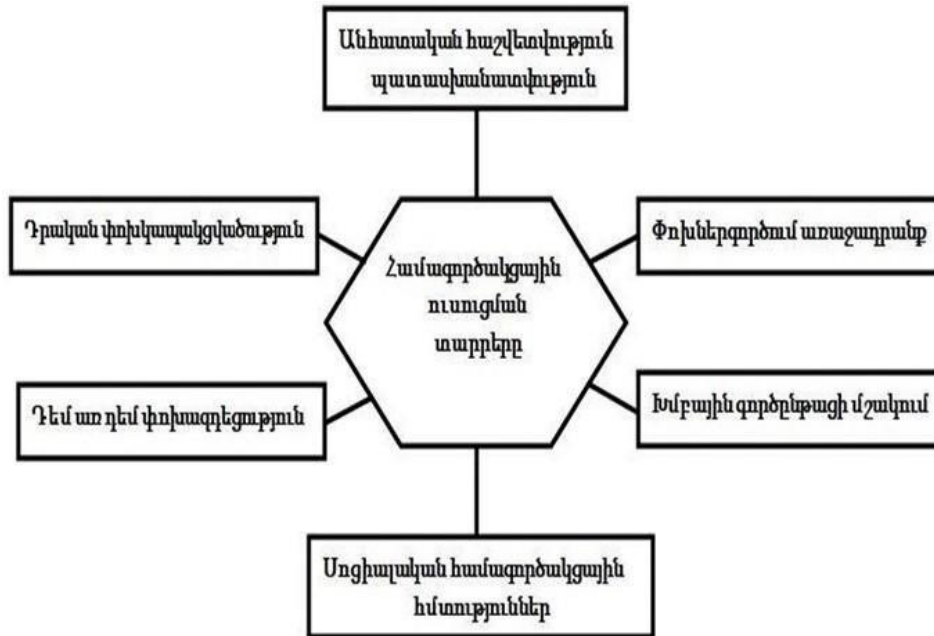 Անհատական հաշվետվություն
պատասխանատվություն
Դրական փոխկապակցվածություն
Փոխներգործում առաջադրանք
Համագործակցային
ուսուցման
տարրերը
Դեմ առ դեմ փոխազդեցություն
Խմբային գործընթացի մշակում
Սոցիալական համագործակցային
հմտություններ